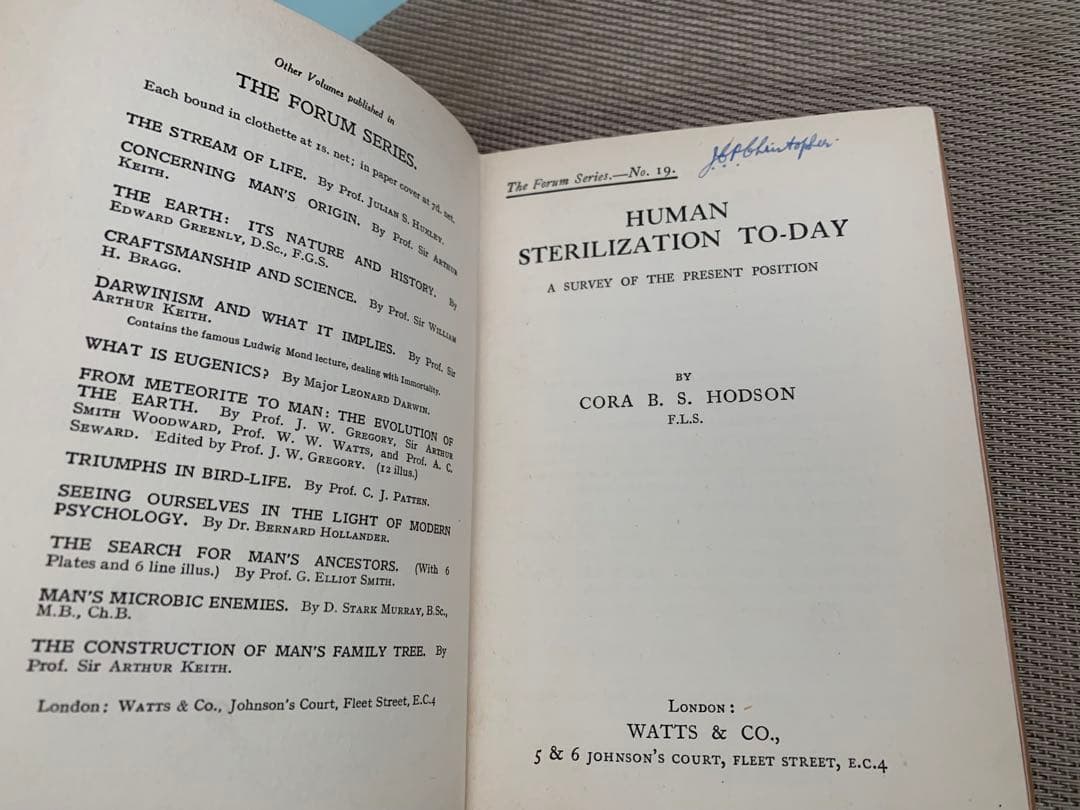 Other Volumes published in
THE FORUM SERIES.
Each bound in clothette at 1s. net; in paper cover at 7d. net.
THE STREAM OF LIFE. By Prof. JULIAN S. HUXLEY.
CONCERNING MAN'S ORIGIN. By Prof. Sir ARTHUR
KEITH.
THE EARTH: ITS NATURE AND HISTORY. By
EDWARD GREENLY, D.Sc., F.G.S.
CRAFTSMANSHIP AND SCIENCE. By Prof. Sir WILLIAM
H. BRAGG.
DARWINISM AND WHAT IT IMPLIES. By Prof. Sir
ARTHUR KEITH.
Contains the famous Ludwig Mond lecture, dealing with Immortality.
WHAT IS EUGENICS? By Major LEONARD DARWIN.
FROM METEORITE TO MAN: THE EVOLUTION OF
THE EARTH. By Prof. J. W. GREGORY, Sir ARTHUR
SMITH WOODWARD, Prof. W. W. WATTS, and Prof. A. C.
SEWARD. Edited by Prof. J. W. GREGORY. (12 illus.)
TRIUMPHS IN BIRD-LIFE. By Prof. C. J. PATTEN.
SEEING OURSELVES IN THE LIGHT OF MODERN
PSYCHOLOGY. By Dr. BERNARD HOLLANDER.
THE SEARCH FOR MAN'S ANCESTORS. (With 6
Plates and 6 line illus.) By Prof. G. ELLIOT SMITH.
MAN'S MICROBIC ENEMIES. By D. STARK MURRAY, B.Sc.,
M.B., Ch.B.
THE CONSTRUCTION OF MAN'S FAMILY TREE. By
Prof. Sir ARTHUR KEITH.
London: WATTS & Co., Johnson's Court, Fleet Street, E.C.4
The Forum Series.—No. 19.
HUMAN
STERILIZATION TO-DAY
A SURVEY OF THE PRESENT POSITION
BY
CORA B. S. HODSON
F.L.S.
LONDON:
WATTS & CO.,
5 & 6 JOHNSON'S COURT, FLEET STREET, E.C.4